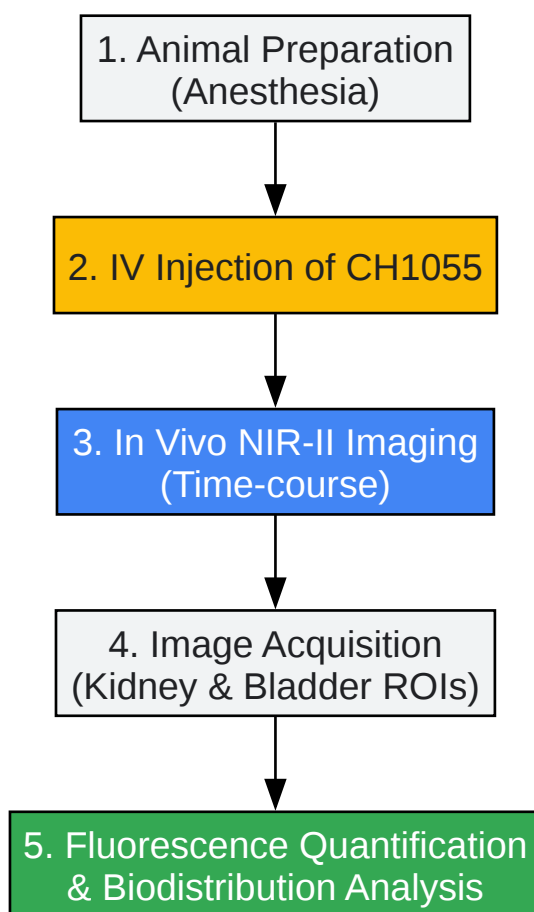 1. Animal Preparation
(Anesthesia)
2. IV Injection of CH1055
3. In Vivo NIR-II Imaging
(Time-course)
4. Image Acquisition
(Kidney & Bladder ROIs)
5. Fluorescence Quantification
& Biodistribution Analysis